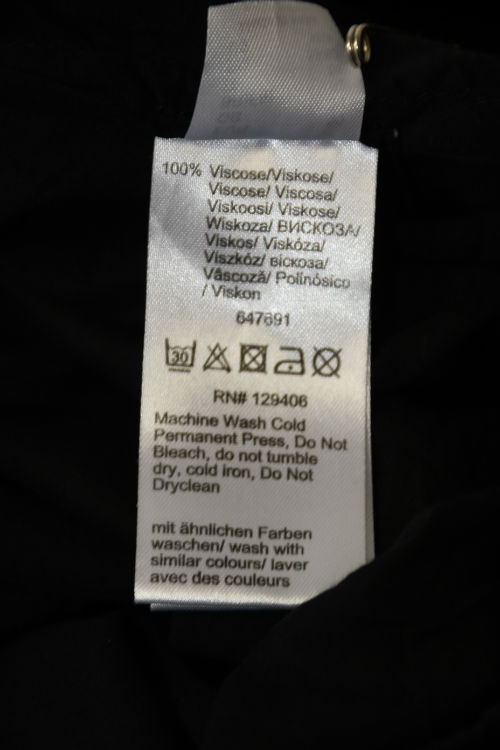 100% Viscose/Viskose/
Viscose/ Viscosa/
Viskoosi/ Viskose/
Wiskoza/ ВИСКОЗА/
Viskos/ Viskóza/
Viszkóz/ віскоза/
Vâscoză/ Polinósico
/ Viskon
647891
30
RN# 129406
Machine Wash Cold
Permanent Press, Do Not
Bleach, do not tumble
dry, cold iron, Do Not
Dryclean
mit ähnlichen Farben
waschen/ wash with
similar colours/ laver
avec des couleurs